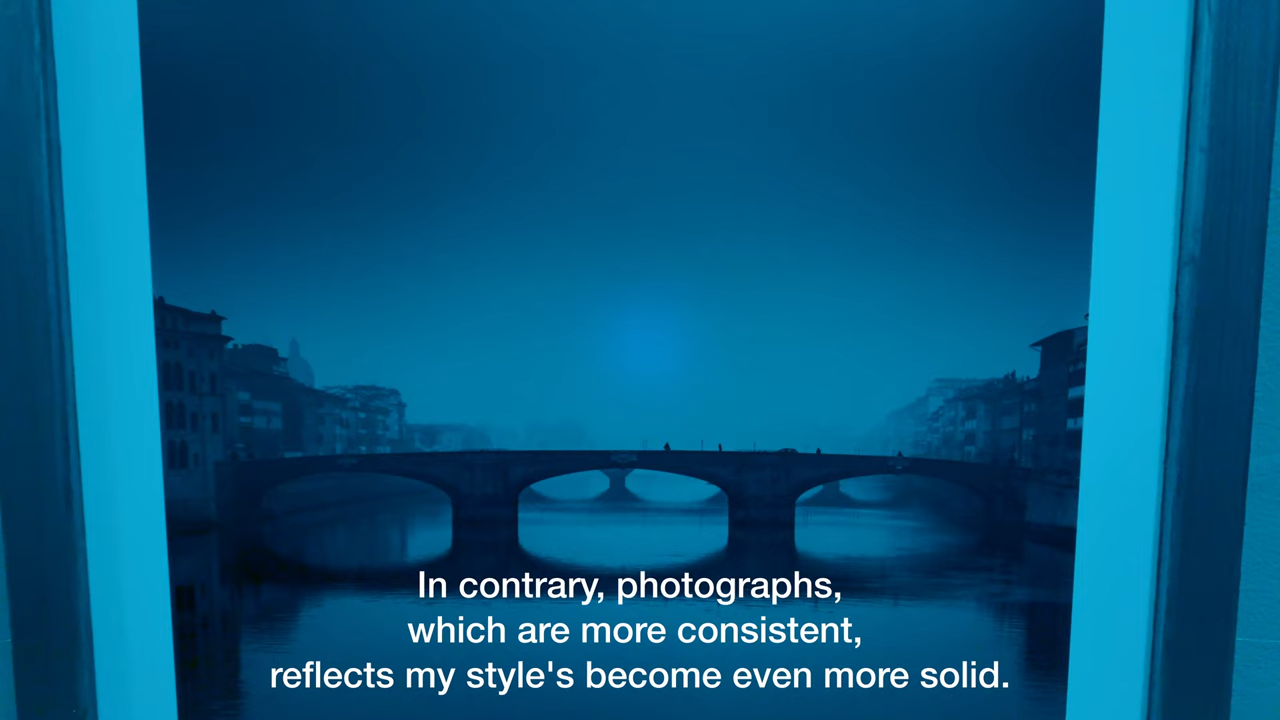 In contrary, photographs,
which are more consistent,
reflects my style's become even more solid.